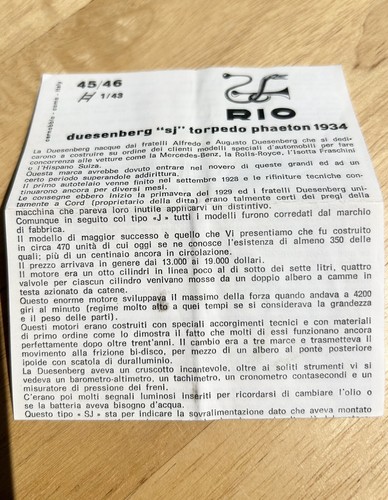 remobbio - como - italy
45/46
1/43
RIO
duesenberg "sj" torpedo phaeton 1934
La Duesenberg nacque dai fratelli Alfredo e Augusto Duesenberg che si dedi-
carono a costruire su ordine dei clienti modelli speciali d'automobili per fare
concorrenza alle vetture come la Mercedes-Benz, la Rolls-Royce, l'Isotta Fraschini
e l'Hispano Suiza.
Questa marca avrebbe dovuto entrare nel novero di questi grandi ed ad un
certo periodo superandole addirittura.
Il primo autotelaio venne finito nel settembre 1928 e le rifiniture tecniche con-
tinuarono ancora per diversi mesi.
Le consegne ebbero inizio la primavera del 1929 ed i fratelli Duesenberg uni-
tamente a Cord (proprietario della ditta) erano talmente certi dei pregi della
macchina che pareva loro inutile applicarvi un distintivo.
Comunque in seguito col tipo «J» tutti i modelli furono corredati dal marchio
di fabbrica.
Il modello di maggior successo è quello che Vi presentiamo che fu costruito
in circa 470 unità di cui oggi se ne conosce l'esistenza di almeno 350 delle
quali; più di un centinaio ancora in circolazione.
Il prezzo arrivava in genere dai 13.000 ai 19.000 dollari.
Il motore era un otto cilindri in linea poco al di sotto dei sette litri, quattro
valvole per ciascun cilindro venivano mosse da un doppio albero a camme in
testa azionato da catene.
Questo enorme motore sviluppava il massimo della forza quando andava a 4200
giri al minuto (regime molto alto a quei tempi se si considerava la grandezza
e il peso delle parti).
Questi motori erano costruiti con speciali accorgimenti tecnici e con materiali
di primo ordine come lo dimostra il fatto che molti di essi funzionano ancora
perfettamente dopo oltre trent'anni. Il cambio era a tre marce e trasmetteva il
movimento alla frizione bi-disco, per mezzo di un albero al ponte posteriore
ipoide con scatola di duralluminio.
La Duesenberg aveva un cruscotto incantevole, oltre ai soliti strumenti vi si
vedeva un barometro-altimetro, un tachimetro, un cronometro contasecondi e un
misuratore di pressione dei freni.
C'erano poi molti segnali luminosi inseriti per ricordarsi di cambiare l'olio o
se la batteria aveva bisogno d'acqua.
Questo tipo «SJ» sta per indicare la sovralimentazione dato che aveva montato